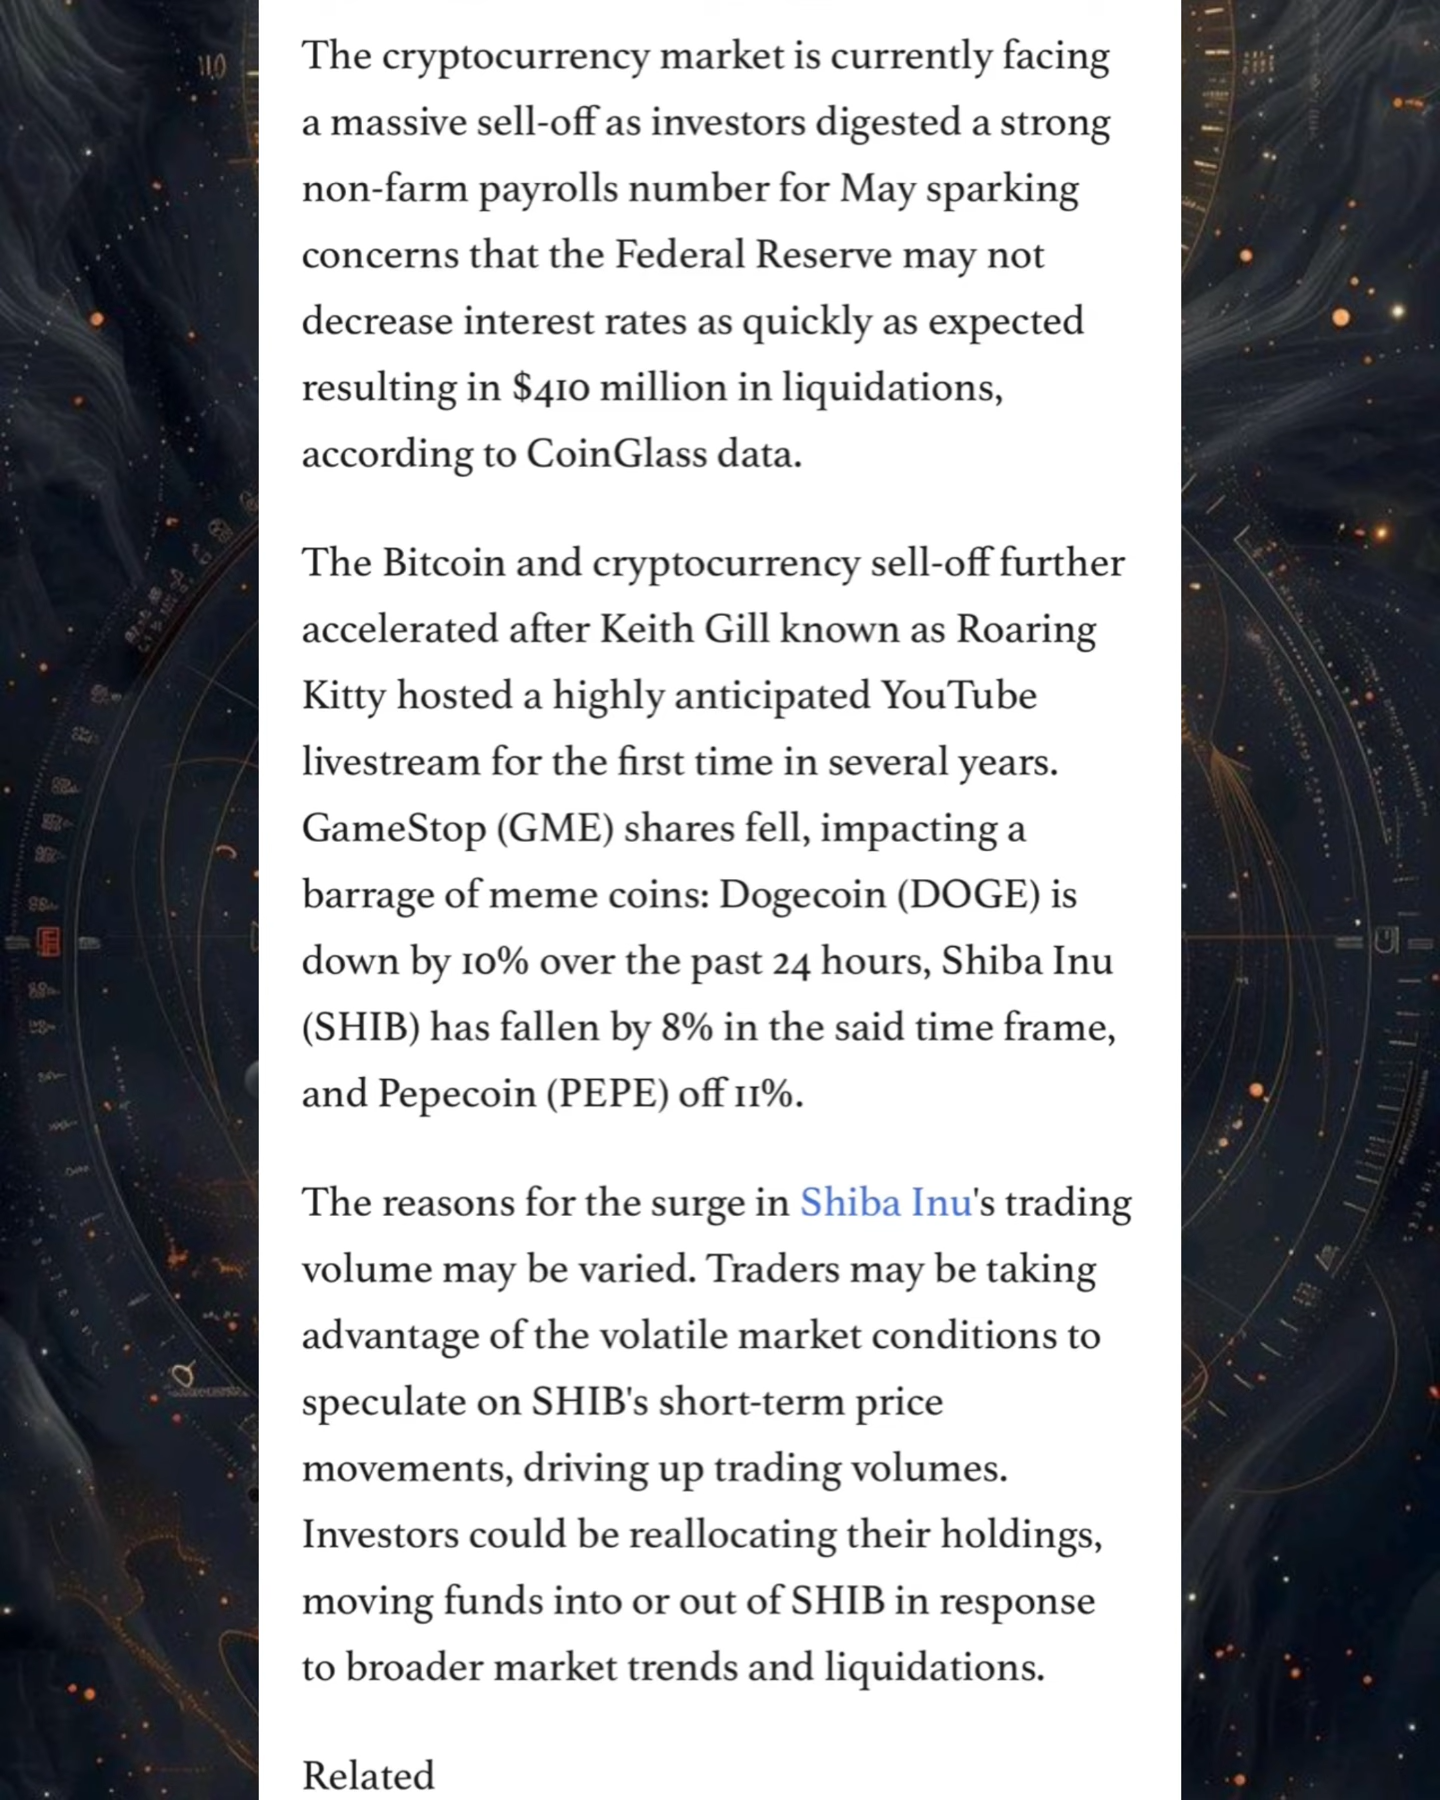 The cryptocurrency market is currently facing
a massive sell-off as investors digested a strong
non-farm payrolls number for May sparking
concerns that the Federal Reserve may not
decrease interest rates as quickly as expected
resulting in $410 million in liquidations,
according to CoinGlass data.
The Bitcoin and cryptocurrency sell-off further
accelerated after Keith Gill known as Roaring
Kitty hosted a highly anticipated YouTube
livestream for the first time in several years.
GameStop (GME) shares fell, impacting a
barrage of meme coins: Dogecoin (DOGE) is
down by 10% over the past 24 hours, Shiba Inu
(SHIB) has fallen by 8% in the said time frame,
and Pepecoin (PEPE) off 11%.
The reasons for the surge in Shiba Inu's trading
volume may be varied. Traders may be taking
advantage of the volatile market conditions to
speculate on SHIB's short-term price
movements, driving up trading volumes.
Investors could be reallocating their holdings,
moving funds into or out of SHIB in response
to broader market trends and liquidations.
Related